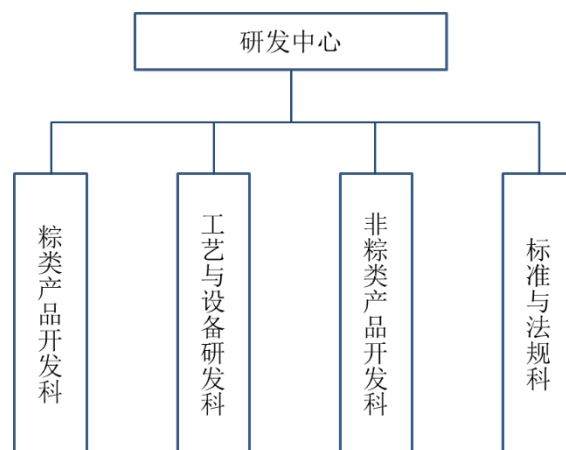 研发中心
粽类产品开发科
工艺与设备研发科
非粽类产品开发科
标准与法规科